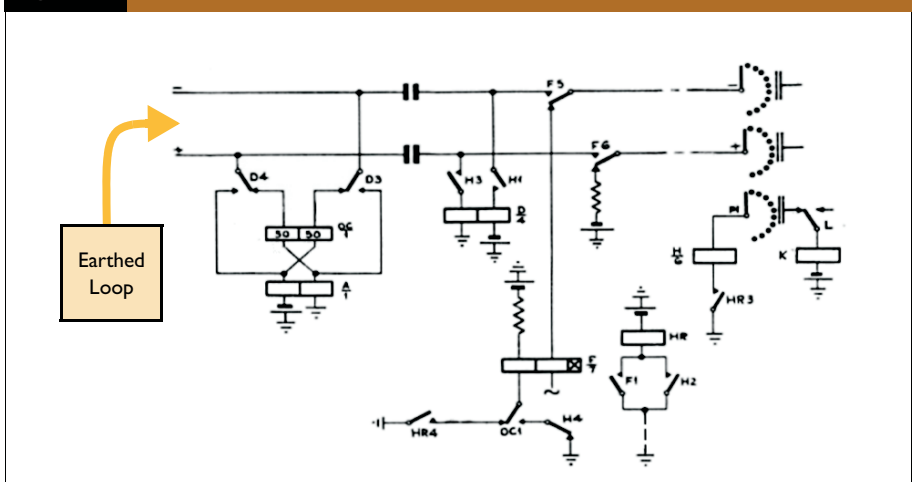 −
F5
−
+
F6
+
D4
D3
H3
H1
D
4
P1
L
50
50
OC
1
H
6
K
Earthed
Loop
A
1
HR3
HR
F
7
F1
H2
~
HR4
OC1
H4